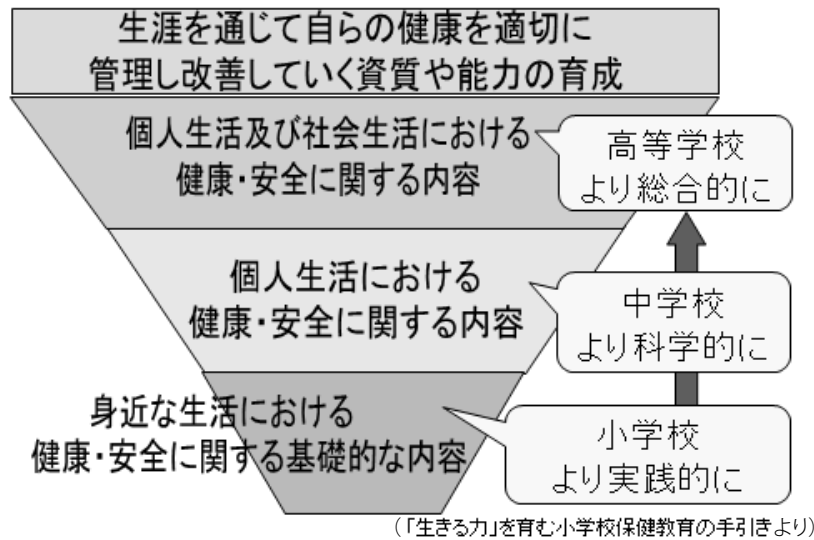 生涯を通じて自らの健康を適切に
管理し改善していく資質や能力の育成
個人生活及び社会生活における
健康・安全に関する内容
高等学校
より総合的に
個人生活における
健康・安全に関する内容
中学校
より科学的に
身近な生活における
健康・安全に関する基礎的な内容
小学校
より実践的に
(「生きる力」を育む小学校保健教育の手引きより)